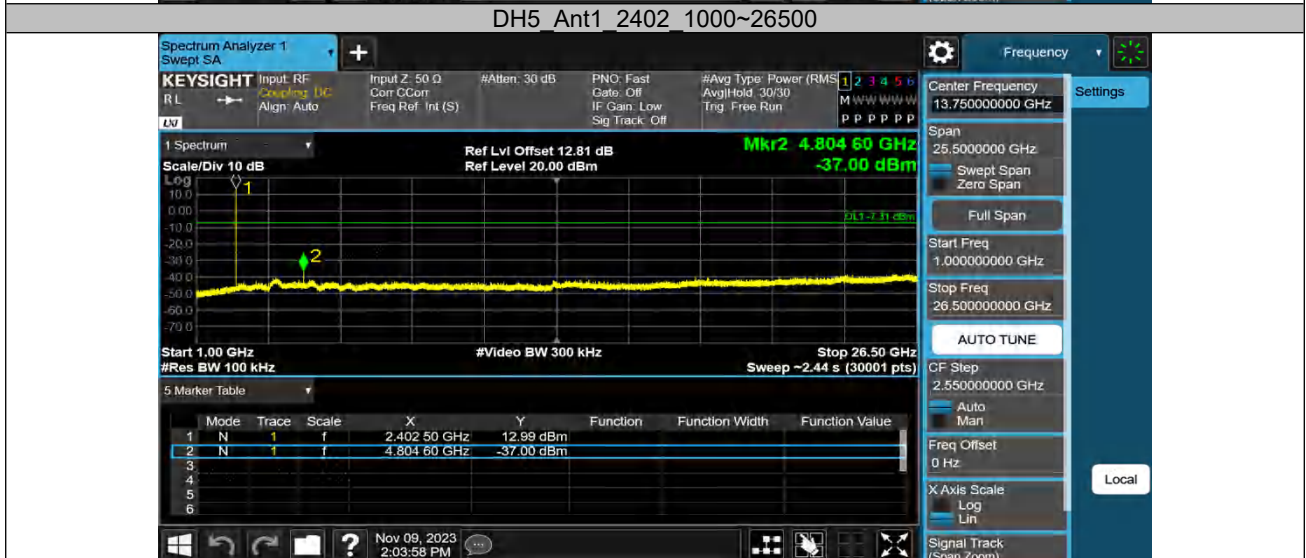 DH5_Ant1_2402_1000~26500
Spectrum Analyzer 1
Swept SA
Frequency
KEYSIGHT
RL
LXI
Input: RF
Coupling: DC
Align: Auto
Input Z: 50 Ω
Corr CCorr
Freq Ref: Int (S)
#Atten: 30 dB
PNO: Fast
Gate: Off
IF Gain: Low
Sig Track: Off
#Avg Type: Power (RMS
Avg|Hold: 30/30
Trig: Free Run
1 2 3 4 5 6
M W W W W W
P P P P P P
1 Spectrum
Scale/Div 10 dB
Ref Lvl Offset 12.81 dB
Ref Level 20.00 dBm
Mkr2 4.804 60 GHz
-37.00 dBm
Log
10.0
0.00
-10.0
-20.0
-30.0
-40.0
-50.0
-60.0
-70.0
1
2
DL1 -7.31 dBm
Start 1.00 GHz
#Video BW 300 kHz
Stop 26.50 GHz
#Res BW 100 kHz
Sweep ~2.44 s (30001 pts)
5 Marker Table
Mode Trace Scale X Y Function Function Width Function Value
1 N 1 f 2.402 50 GHz 12.99 dBm
2 N 1 f 4.804 60 GHz -37.00 dBm
3
4
5
6
Nov 09, 2023
2:03:58 PM
Center Frequency
13.750000000 GHz
Settings
Span
25.5000000 GHz
Swept Span
Zero Span
Full Span
Start Freq
1.000000000 GHz
Stop Freq
26.500000000 GHz
AUTO TUNE
CF Step
2.550000000 GHz
Auto
Man
Freq Offset
0 Hz
Local
X Axis Scale
Log
Lin
Signal Track
(Span Zoom)